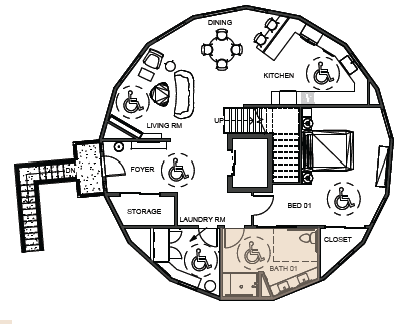 DINING
KITCHEN
LIVING RM
UP
DN
FOYER
BED 01
STORAGE
LAUNDRY RM
CLOSET
BATH 01